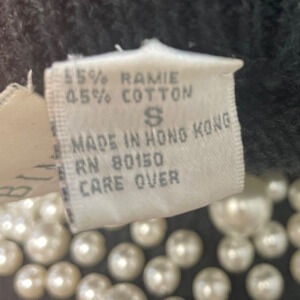 55% RAMIE
45% COTTON
S
MADE IN HONG KONG
RN 80150
CARE OVER